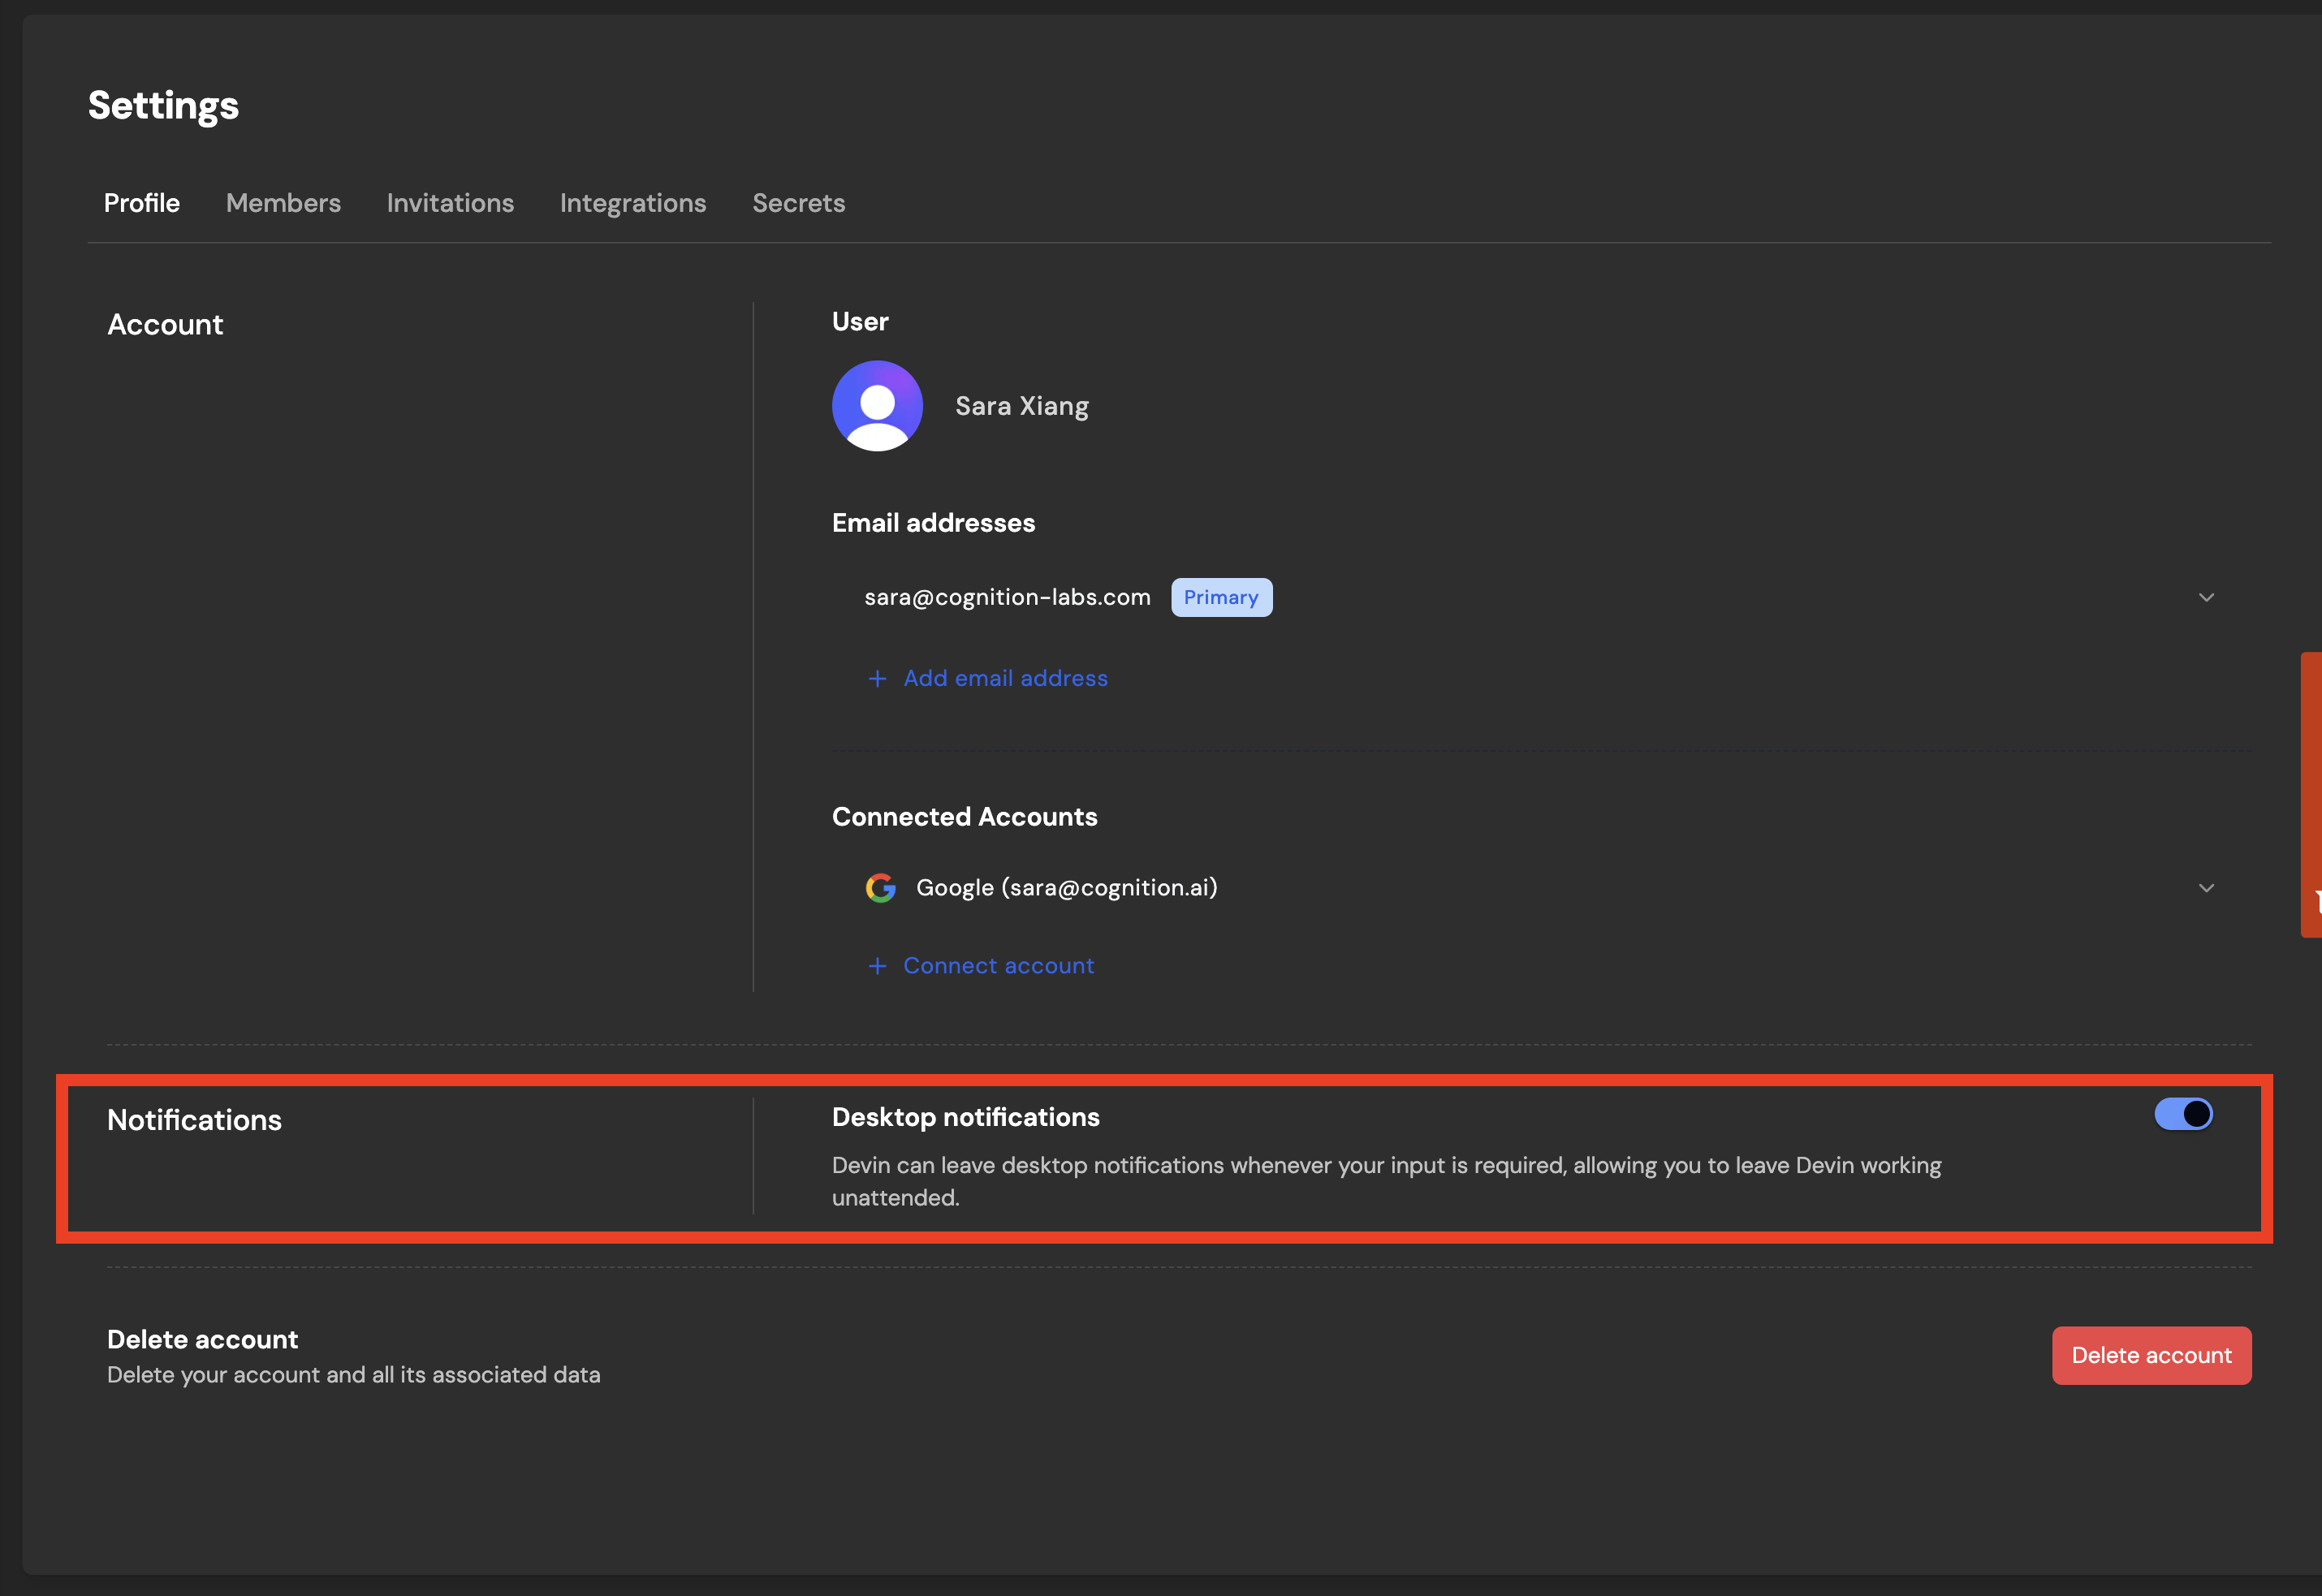 Settings
Profile
Members
Invitations
Integrations
Secrets
Account
User
Sara Xiang
Email addresses
sara@cognition-labs.com
Primary
+ Add email address
Connected Accounts
Google (sara@cognition.ai)
+ Connect account
Notifications
Desktop notifications
Devin can leave desktop notifications whenever your input is required, allowing you to leave Devin working
unattended.
Delete account
Delete your account and all its associated data
Delete account